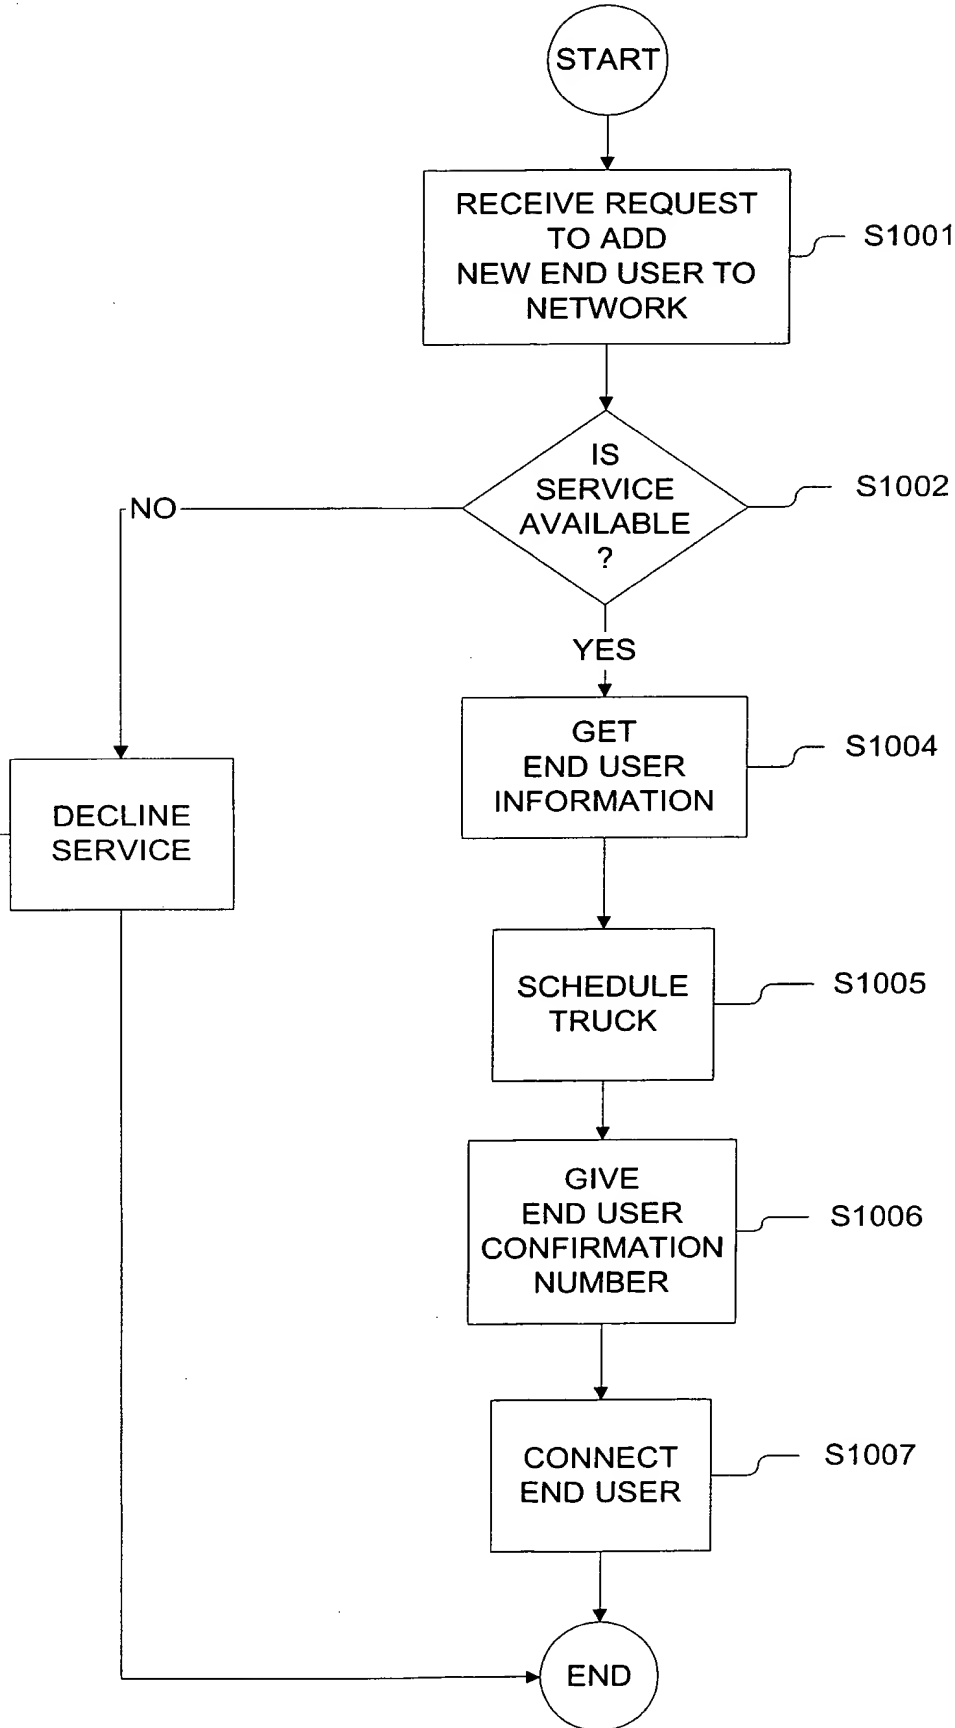 START
RECEIVE REQUEST
TO ADD
NEW END USER TO
NETWORK
S1001
IS
SERVICE
AVAILABLE
?
S1002
NO
YES
GET
END USER
INFORMATION
S1004
DECLINE
SERVICE
SCHEDULE
TRUCK
S1005
GIVE
END USER
CONFIRMATION
NUMBER
S1006
CONNECT
END USER
S1007
END